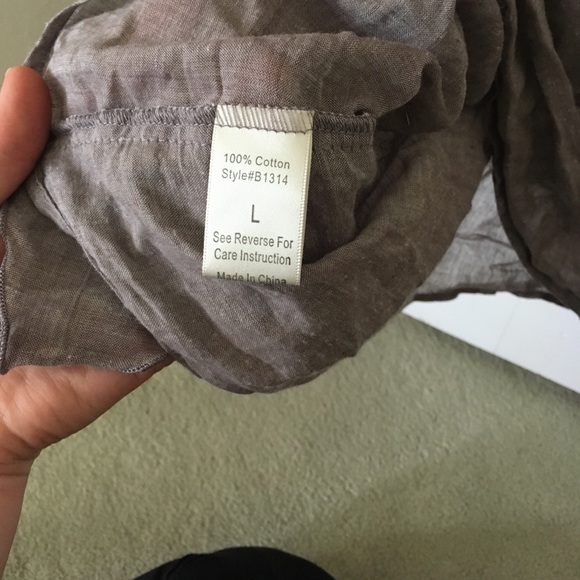 100% Cotton
Style#B1314
L
See Reverse For
Care Instruction
Made In China